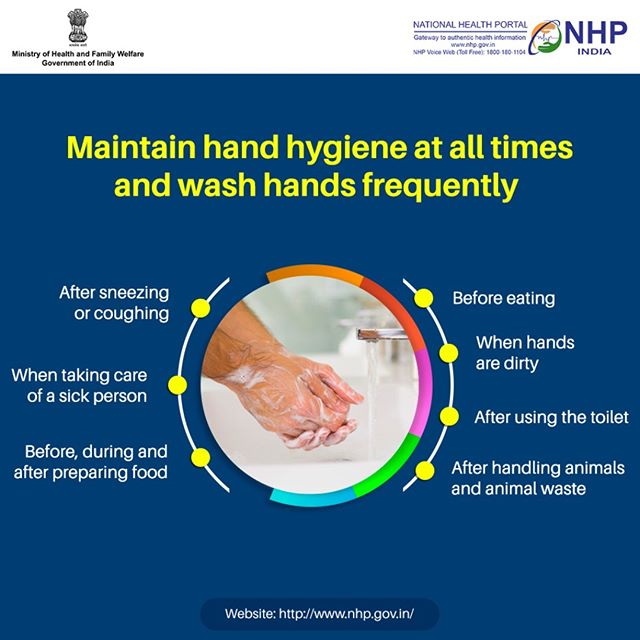 Ministry of Health and Family Welfare
Government of India
NATIONAL HEALTH PORTAL
Gateway to authentic health information
www.nhp.gov.in
NHP Voice Web (Toll Free): 1800-180-1104
NHP
INDIA
Maintain hand hygiene at all times
and wash hands frequently
After sneezing
or coughing
When taking care
of a sick person
Before, during and
after preparing food
Before eating
When hands
are dirty
After using the toilet
After handling animals
and animal waste
Website: http://www.nhp.gov.in/